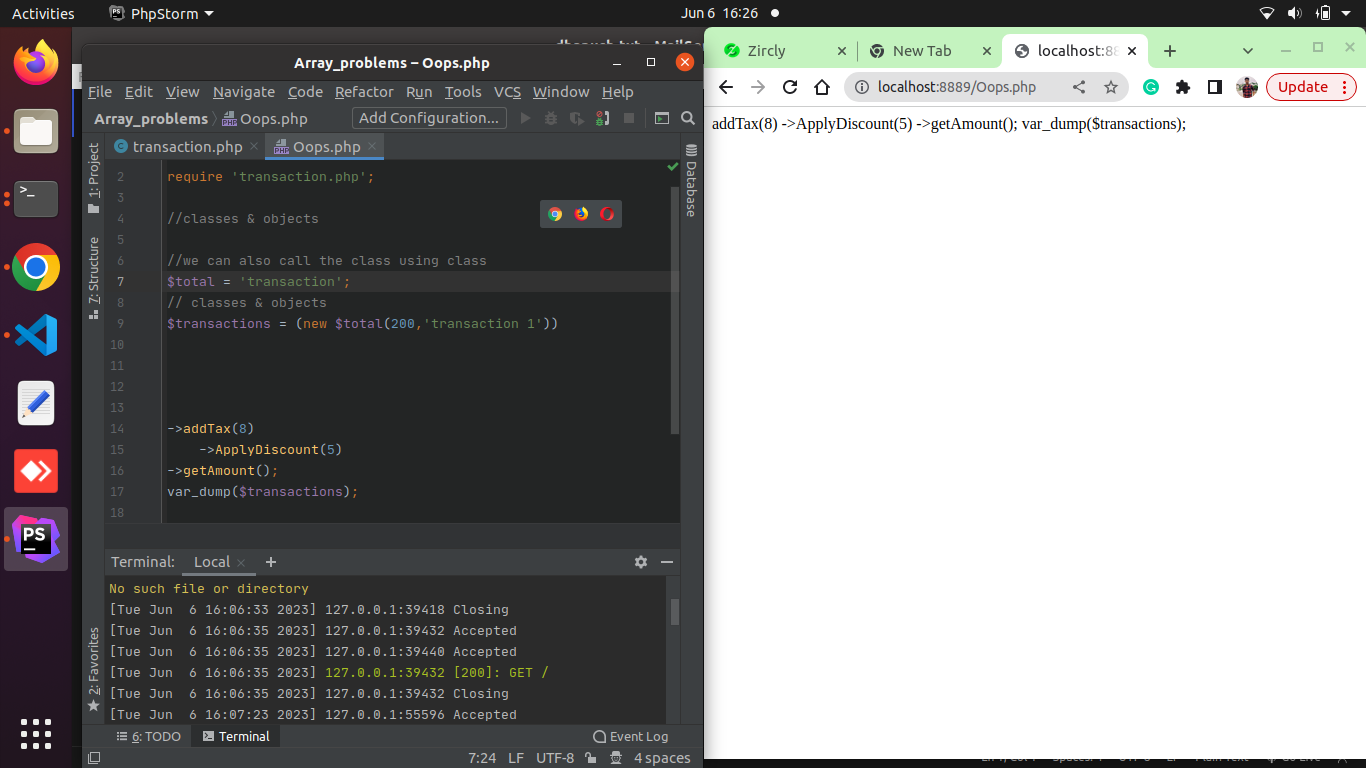 Activities PhpStorm Jun 6 16:26
Array_problems – Oops.php
File Edit View Navigate Code Refactor Run Tools VCS Window Help
Array_problems Oops.php Add Configuration...
transaction.php Oops.php
1: Project
7: Structure
2: Favorites
Database
2 require 'transaction.php';
3
4 //classes & objects
5
6 //we can also call the class using class
7 $total = 'transaction';
8 // classes & objects
9 $transactions = (new $total(200,'transaction 1'))
10
11
12
13
14 ->addTax(8)
15 ->ApplyDiscount(5)
16 ->getAmount();
17 var_dump($transactions);
18
Terminal: Local
No such file or directory
[Tue Jun  6 16:06:33 2023] 127.0.0.1:39418 Closing
[Tue Jun  6 16:06:35 2023] 127.0.0.1:39432 Accepted
[Tue Jun  6 16:06:35 2023] 127.0.0.1:39440 Accepted
[Tue Jun  6 16:06:35 2023] 127.0.0.1:39432 [200]: GET /
[Tue Jun  6 16:06:35 2023] 127.0.0.1:39432 Closing
[Tue Jun  6 16:07:23 2023] 127.0.0.1:55596 Accepted
6: TODO Terminal Event Log
7:24 LF UTF-8 4 spaces
Zircly New Tab localhost:88
localhost:8889/Oops.php Update
addTax(8) ->ApplyDiscount(5) ->getAmount(); var_dump($transactions);